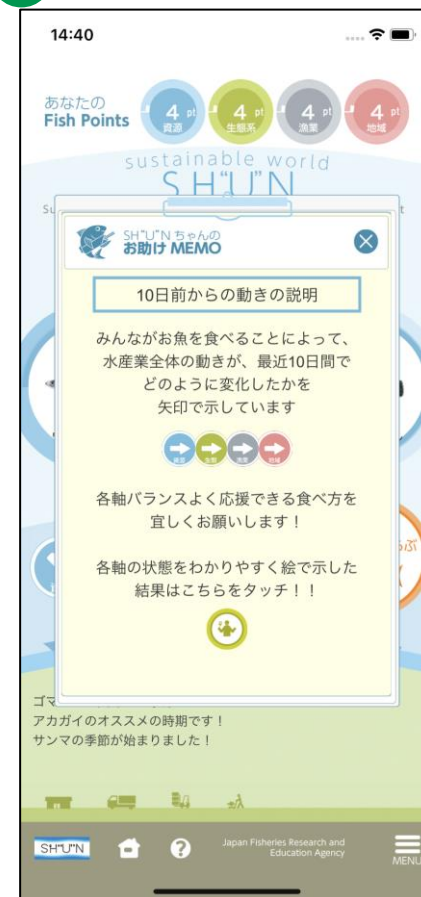 14:40
あなたの
Fish Points
4 pt
資源
4 pt
生態系
4 pt
漁業
4 pt
地域
sustainable world
SH"U"N
SH"U"Nちゃんの
お助けMEMO
10日前からの動きの説明
みんながお魚を食べることによって、
水産業全体の動きが、最近10日間で
どのように変化したかを
矢印で示しています
各軸バランスよく応援できる食べ方を
宜しくお願いします！
各軸の状態をわかりやすく絵で示した
結果はこちらをタッチ！！
アカガイのオススメの時期です！
サンマの季節が始まりました！
SH"U"N
Japan Fisheries Research and
Education Agency
MENU